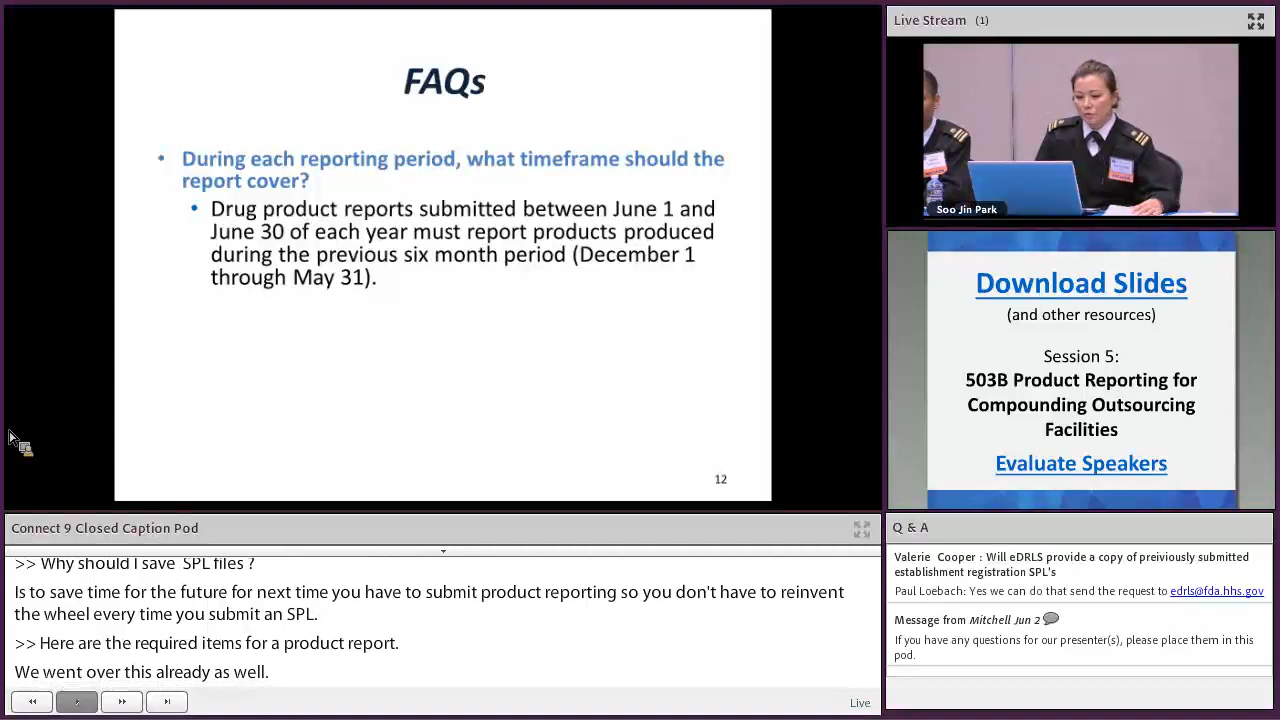 FAQs
• During each reporting period, what timeframe should the
report cover?
• Drug product reports submitted between June 1 and
June 30 of each year must report products produced
during the previous six month period (December 1
through May 31).
12
Live Stream (1)
Soo Jin Park
Download Slides
(and other resources)
Session 5:
503B Product Reporting for
Compounding Outsourcing
Facilities
Evaluate Speakers
Connect 9 Closed Caption Pod
>> Why should I save SPL files ?
Is to save time for the future for next time you have to submit product reporting so you don't have to reinvent
the wheel every time you submit an SPL.
>> Here are the required items for a product report.
We went over this already as well.
Live
Q & A
Valerie Cooper : Will eDRLS provide a copy of preiviously submitted
establishment registration SPL's
Paul Loebach: Yes we can do that send the request to edrls@fda.hhs.gov
Message from Mitchell Jun 2
If you have any questions for our presenter(s), please place them in this
pod.